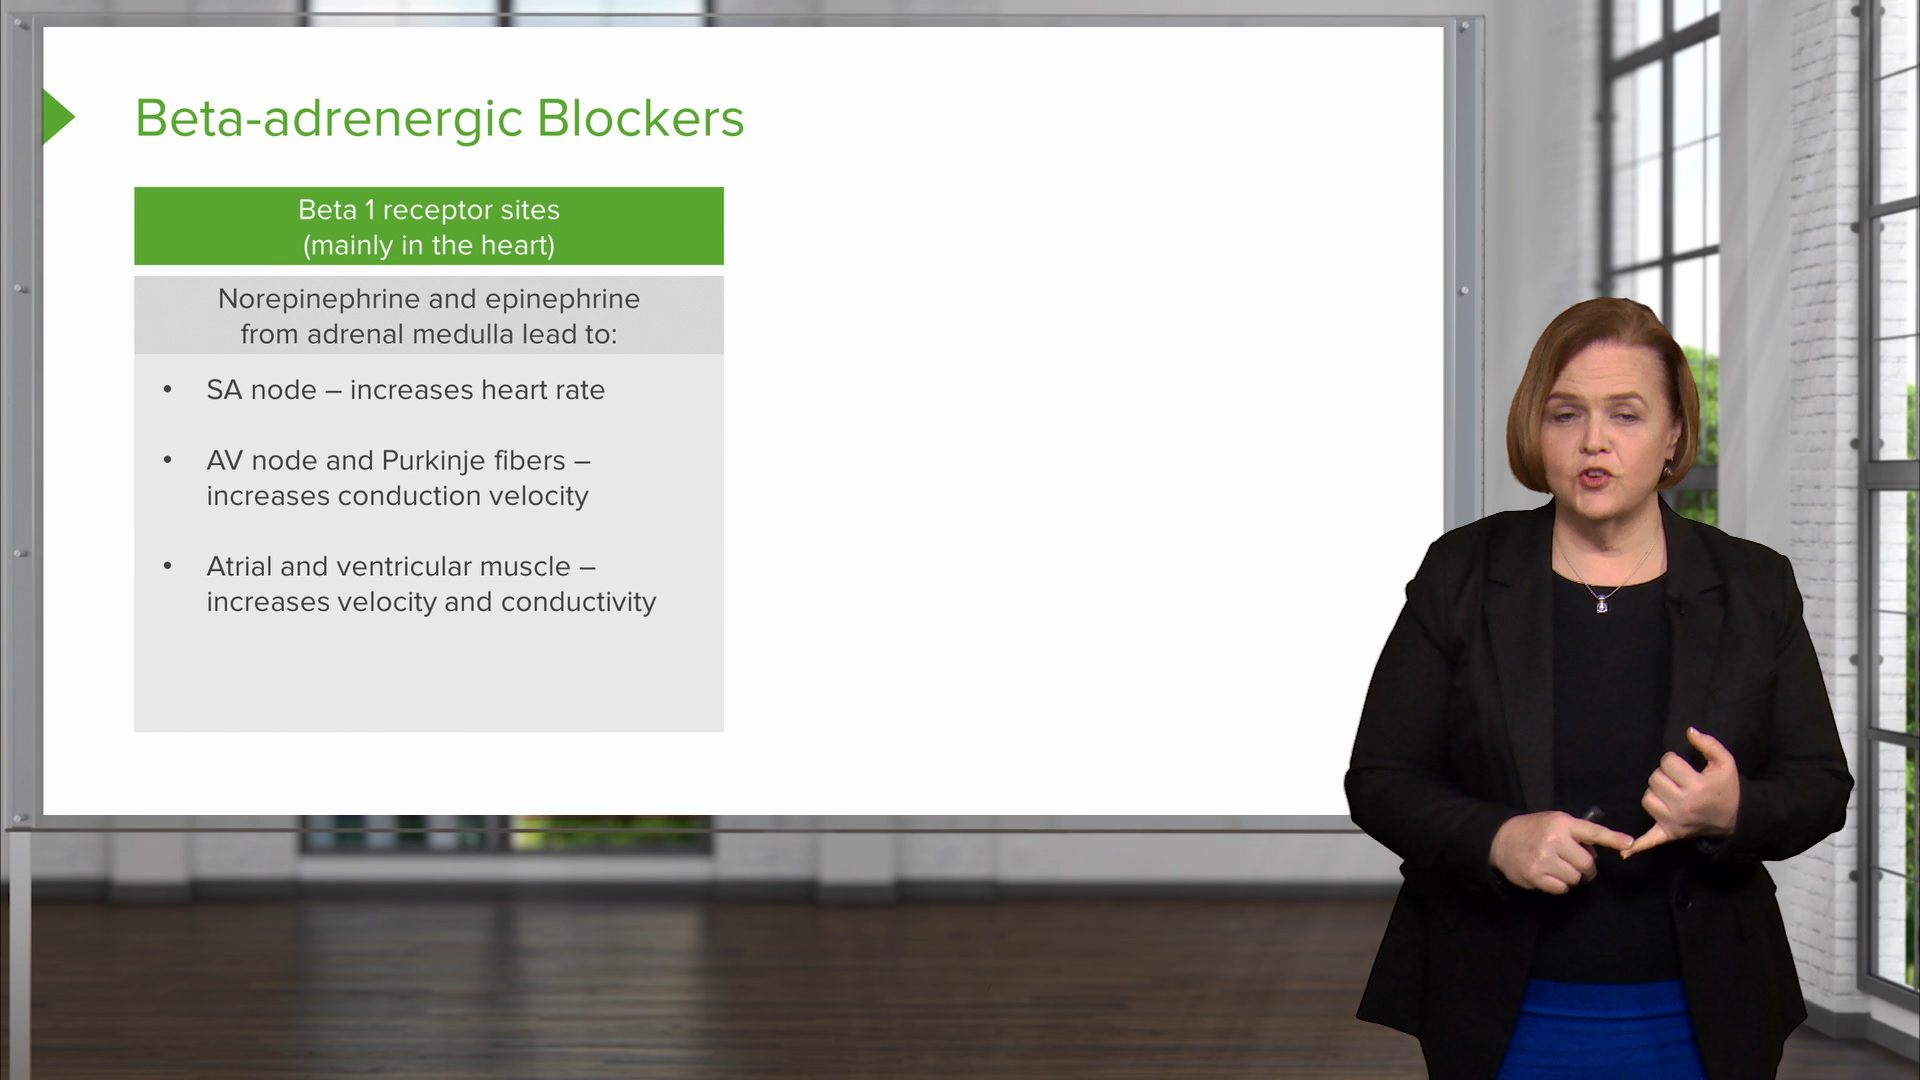 Beta-adrenergic Blockers
Beta 1 receptor sites
(mainly in the heart)
Norepinephrine and epinephrine
from adrenal medulla lead to:
• SA node – increases heart rate
• AV node and Purkinje fibers –
increases conduction velocity
• Atrial and ventricular muscle –
increases velocity and conductivity